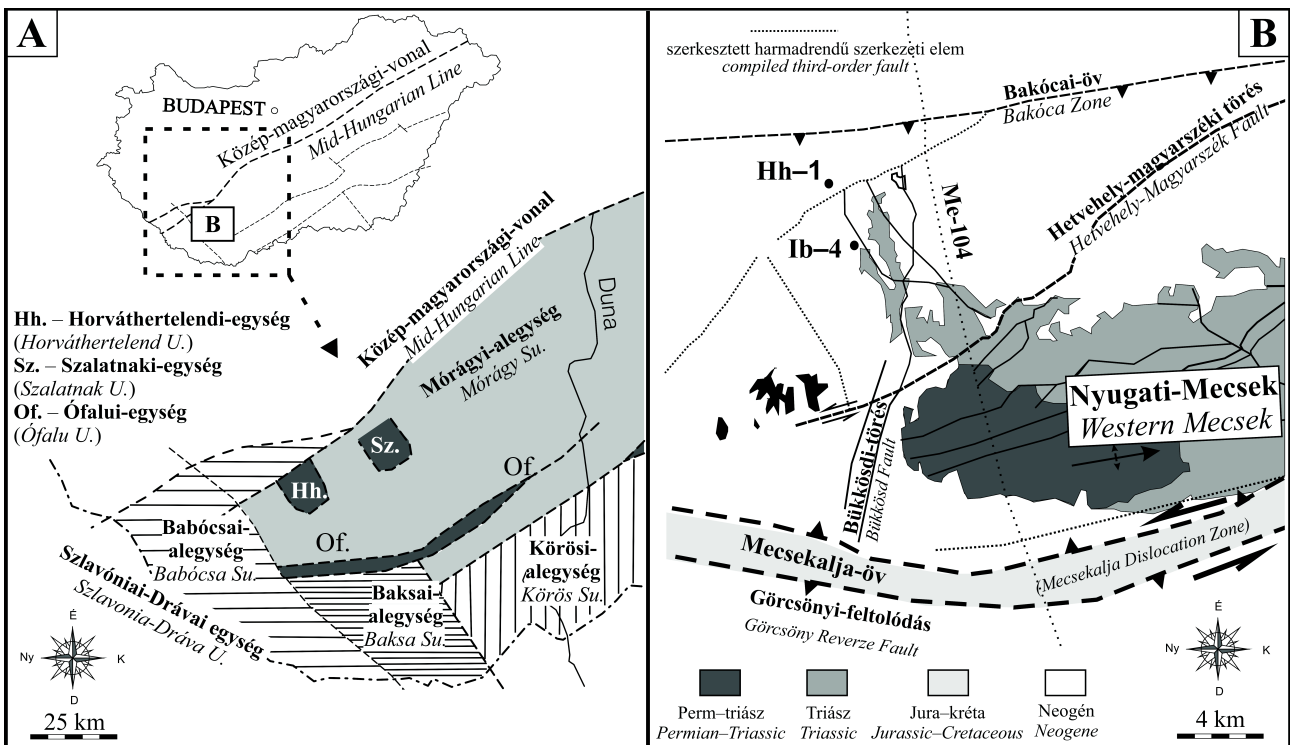 A
BUDAPEST
Közép-magyarországi-vonal
Mid-Hungarian Line
B
Hh. – Horváthertelendi-egység
(Horváthertelend U.)
Sz. – Szalatnaki-egység
(Szalatnak U.)
Of. – Ófalui-egység
(Ófalu U.)
Közép-magyarországi-vonal
Mid-Hungarian Line
Duna
Mórágyi-alegység
Mórágy Su.
Sz.
Hh.
Of.
Of.
Babócsai-
alegység
Babócsa Su.
Körösi-
alegység
Körös Su.
Baksai-
alegység
Baksa Su.
Szlavóniai-Drávai egység
Szlavonia-Dráva U.
É
Ny
K
D
25 km
B
szerkesztett harmadrendű szerkezeti elem
compiled third-order fault
Bakócai-öv
Bakóca Zone
Hetvehely-magyarszéki törés
Hetvehely-Magyarszék Fault
Hh–1
Ib–4
Me-104
Nyugati-Mecsek
Western Mecsek
Bükkösdi-törés
Bükkösd Fault
Mecsekalja-öv
(Mecsekalja Dislocation Zone)
Görcsönyi-feltolódás
Görcsöny Reverze Fault
É
Ny
K
D
Perm–triász
Permian–Triassic
Triász
Triassic
Jura–kréta
Jurassic–Cretaceous
Neogén
Neogene
4 km